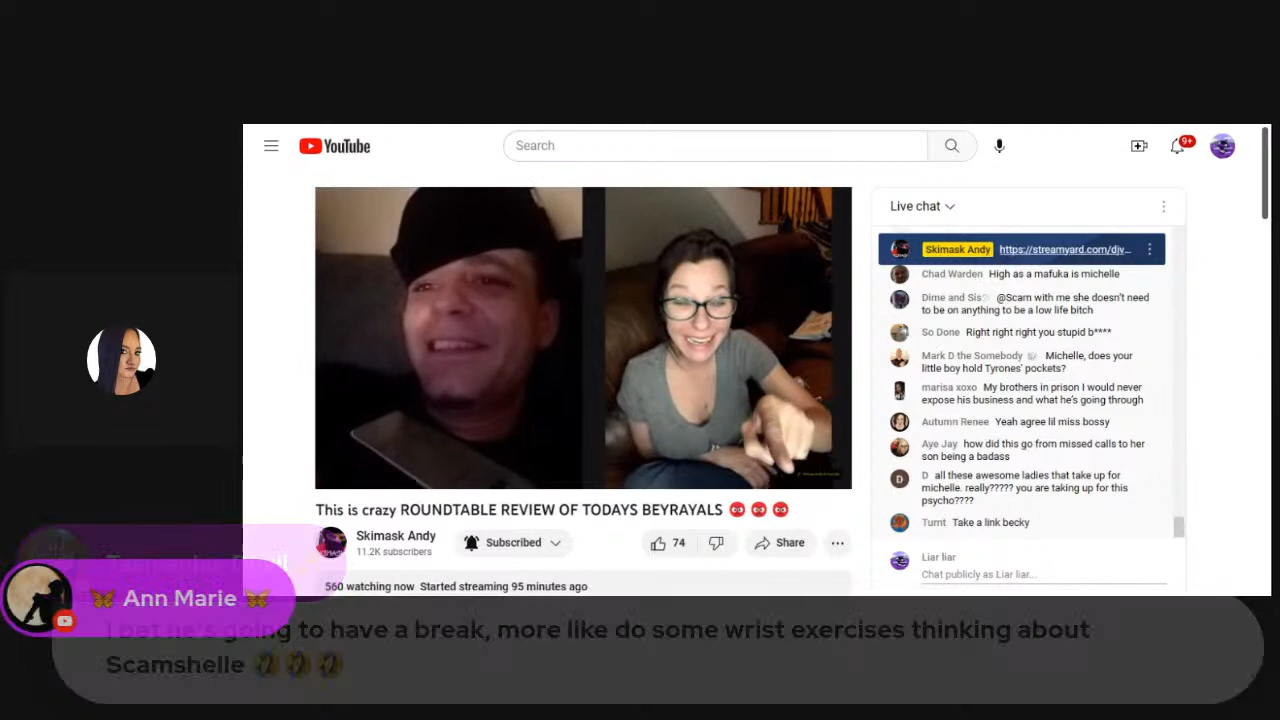 YouTube
Search
9+
Live chat
Skimask Andy https://streamyard.com/djv...
Chad Warden High as a mafuka is michelle
Dime and Sis @Scam with me she doesn't need
to be on anything to be a low life bitch
So Done Right right right you stupid b****
Mark D the Somebody Michelle, does your
little boy hold Tyrones' pockets?
marisa xoxo My brothers in prison I would never
expose his business and what he's going through
Autumn Renee Yeah agree lil miss bossy
Aye Jay how did this go from missed calls to her
son being a badass
D
D all these awesome ladies that take up for
michelle. really????? you are taking up for this
psycho????
Turnt Take a link becky
Liar liar
Chat publicly as Liar liar...
This is crazy ROUNDTABLE REVIEW OF TODAYS BEYRAYALS
Skimask Andy
11.2K subscribers
Subscribed
74
Share
560 watching now Started streaming 95 minutes ago
🦋 Ann Marie 🦋
I bet he's going to have a break, more like do some wrist exercises thinking about
Scamshelle 🤣🤣🤣